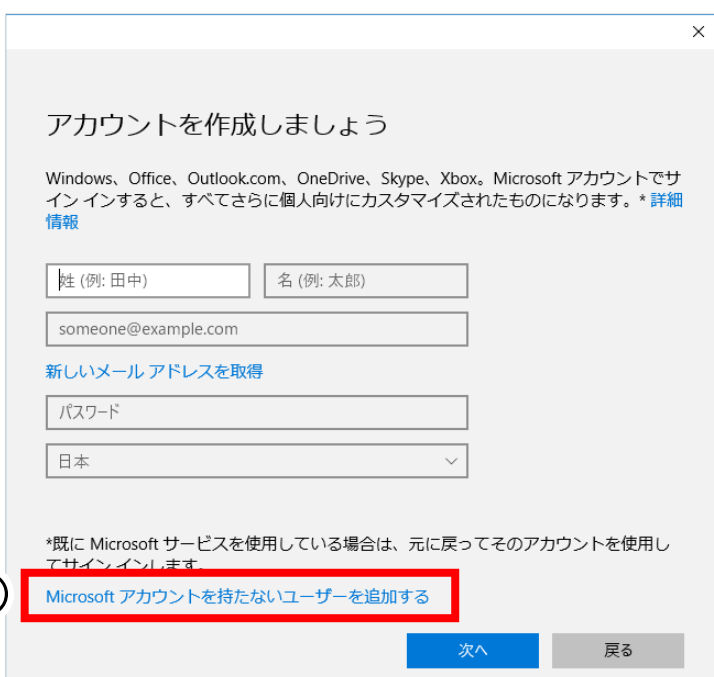 アカウントを作成しましょう
Windows、Office、Outlook.com、OneDrive、Skype、Xbox。Microsoft アカウントでサ
イン インすると、すべてさらに個人向けにカスタマイズされたものになります。* 詳細
情報
姓 (例: 田中) 名 (例: 太郎)
someone@example.com
新しいメール アドレスを取得
パスワード
日本
*既に Microsoft サービスを使用している場合は、元に戻ってそのアカウントを使用し
てサイン インします。
Microsoft アカウントを持たないユーザーを追加する
次へ 戻る